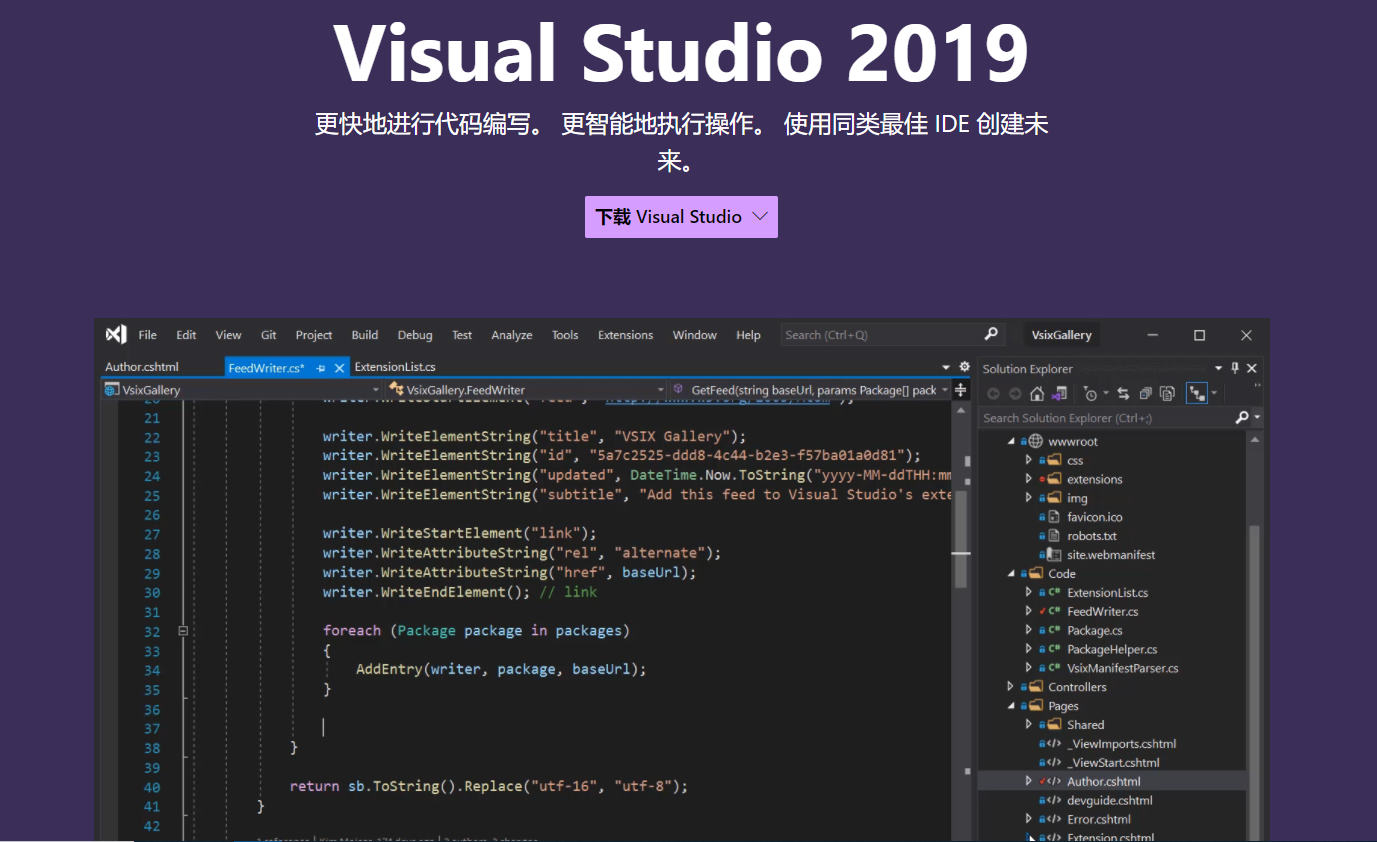 Visual Studio 2019
更快地进行代码编写。 更智能地执行操作。 使用同类最佳 IDE 创建未
来。
下载 Visual Studio
File Edit View Git Project Build Debug Test Analyze Tools Extensions Window Help Search (Ctrl+Q) VsixGallery
Author.cshtml FeedWriter.cs* ExtensionList.cs
VsixGallery VsixGallery.FeedWriter GetFeed(string baseUrl, params Package[] pack
21
22 writer.WriteElementString("title", "VSIX Gallery");
23 writer.WriteElementString("id", "5a7c2525-ddd8-4c44-b2e3-f57ba01a0d81");
24 writer.WriteElementString("updated", DateTime.Now.ToString("yyyy-MM-ddTHH:mm
25 writer.WriteElementString("subtitle", "Add this feed to Visual Studio's exte
26
27 writer.WriteStartElement("link");
28 writer.WriteAttributeString("rel", "alternate");
29 writer.WriteAttributeString("href", baseUrl);
30 writer.WriteEndElement(); // link
31
32 foreach (Package package in packages)
33 {
34 AddEntry(writer, package, baseUrl);
35 }
36
37
38 }
39
40 return sb.ToString().Replace("utf-16", "utf-8");
41 }
42
Solution Explorer
Search Solution Explorer (Ctrl+;)
wwwroot
css
extensions
img
favicon.ico
robots.txt
site.webmanifest
Code
C# ExtensionList.cs
C# FeedWriter.cs
C# Package.cs
C# PackageHelper.cs
C# VsixManifestParser.cs
Controllers
Pages
Shared
_ViewImports.cshtml
_ViewStart.cshtml
Author.cshtml
devguide.cshtml
Error.cshtml
Extension.cshtml